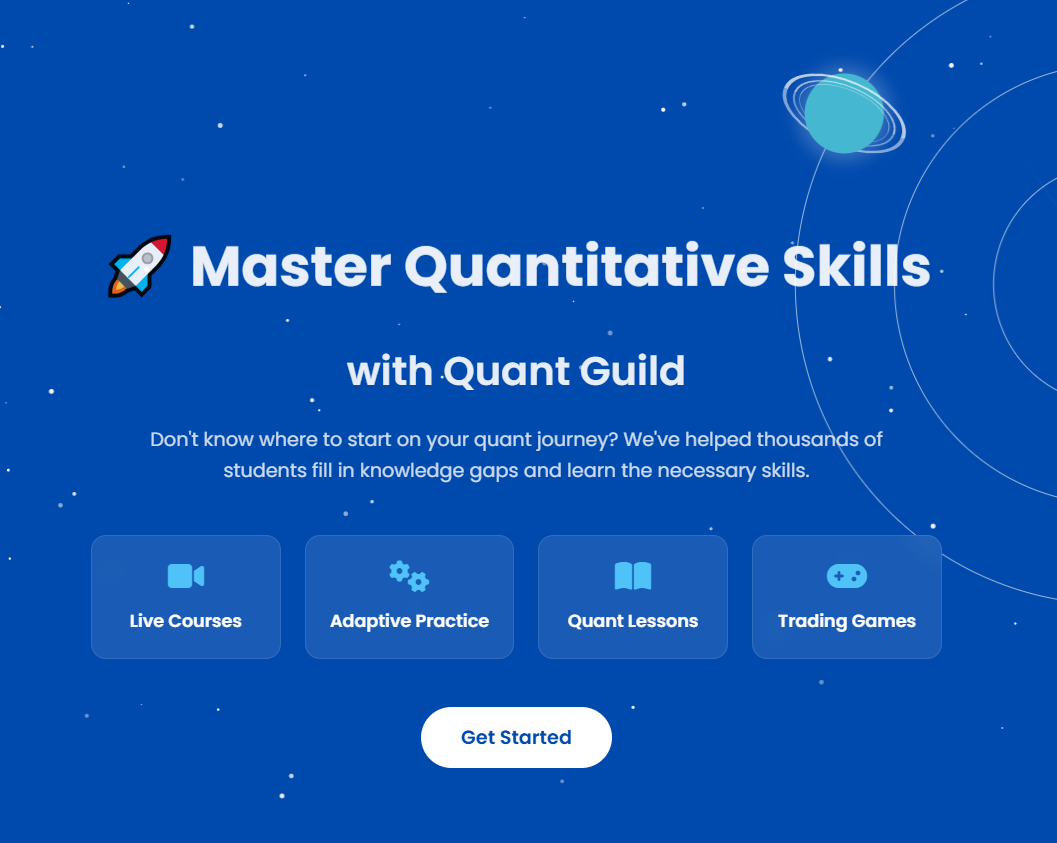 Master Quantitative Skills
with Quant Guild
Don't know where to start on your quant journey? We've helped thousands of
students fill in knowledge gaps and learn the necessary skills.
Live Courses
Adaptive Practice
Quant Lessons
Trading Games
Get Started